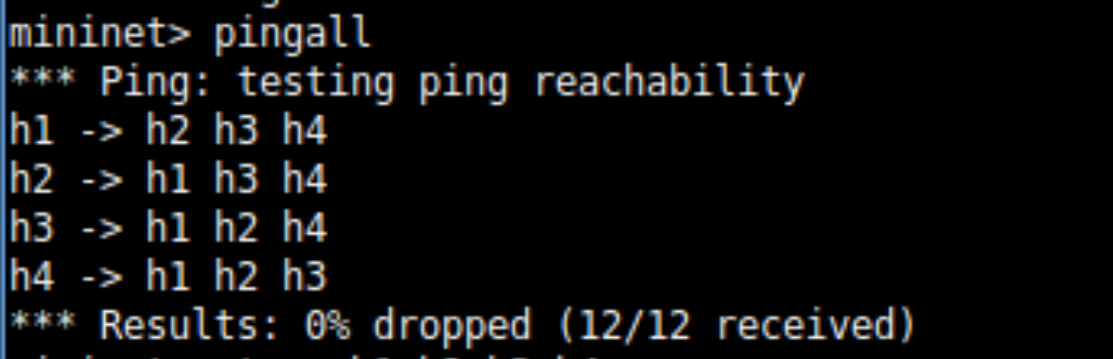 mininet> pingall
*** Ping: testing ping reachability
h1 -> h2 h3 h4
h2 -> h1 h3 h4
h3 -> h1 h2 h4
h4 -> h1 h2 h3
*** Results: 0% dropped (12/12 received)